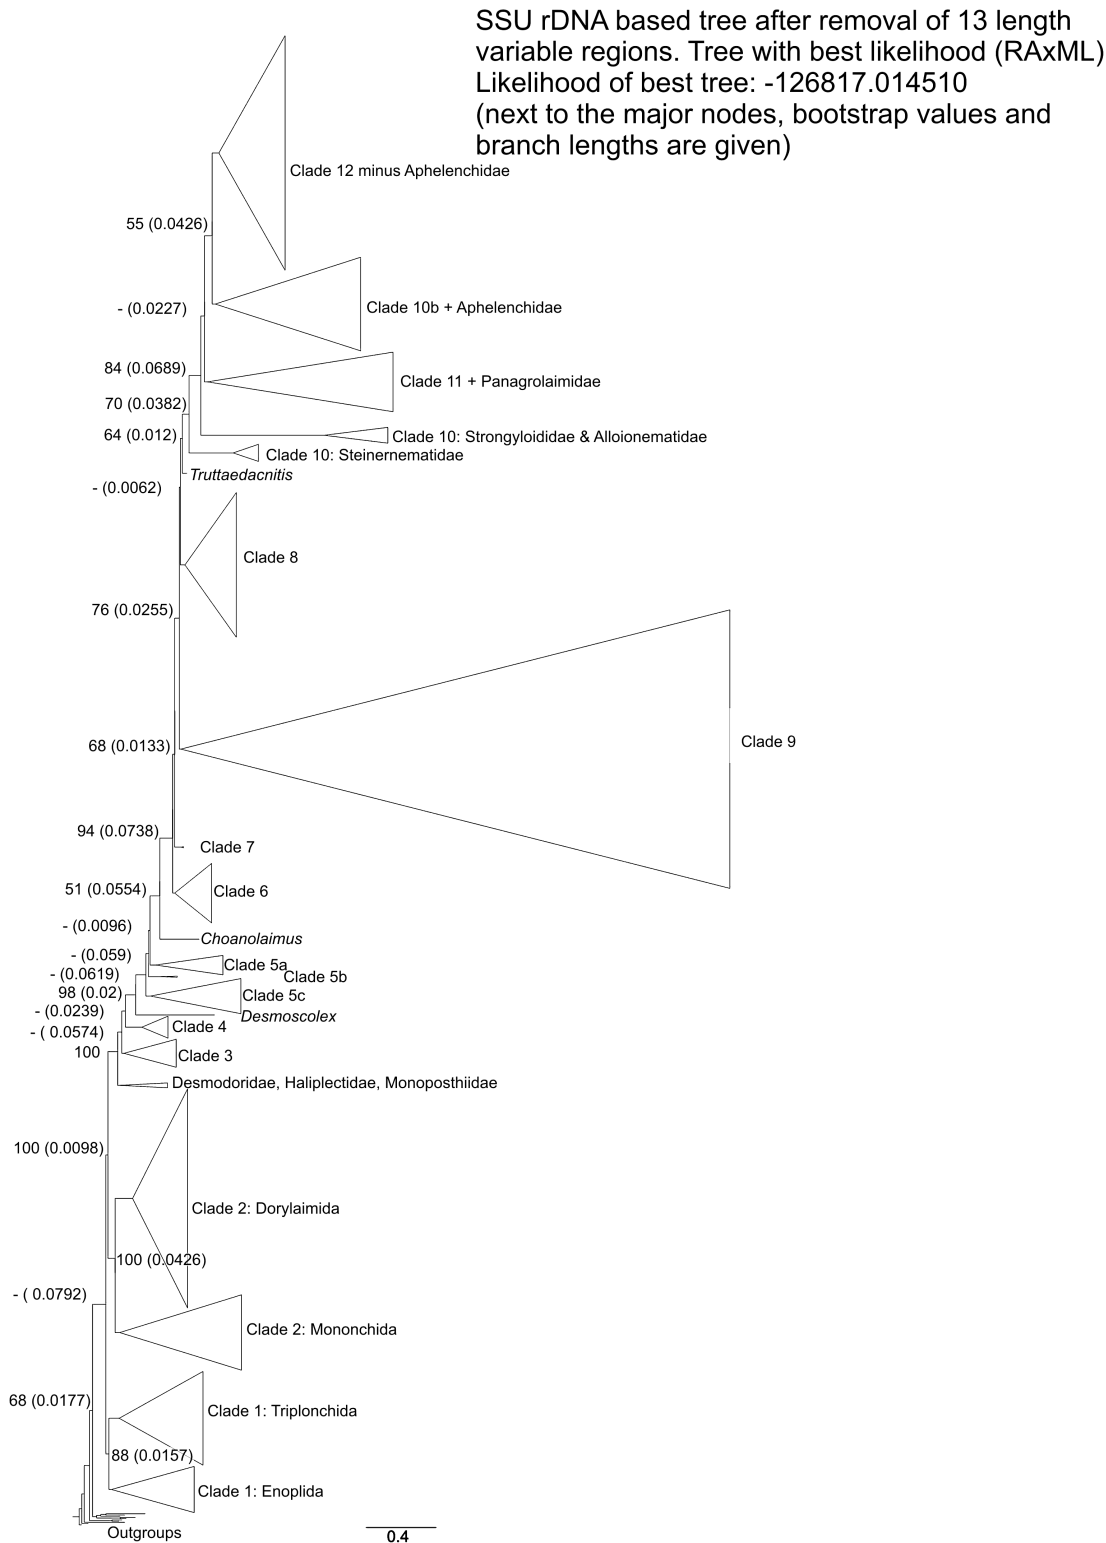 SSU rDNA based tree after removal of 13 length
variable regions. Tree with best likelihood (RAxML)
Likelihood of best tree: -126817.014510
(next to the major nodes, bootstrap values and
branch lengths are given)
Clade 12 minus Aphelenchidae
55 (0.0426)
Clade 10b + Aphelenchidae
- (0.0227)
84 (0.0689)
Clade 11 + Panagrolaimidae
70 (0.0382)
64 (0.012)
Clade 10: Strongyloididae & Alloionematidae
Clade 10: Steinernematidae
Truttaedacnitis
- (0.0062)
Clade 8
76 (0.0255)
68 (0.0133)
Clade 9
94 (0.0738)
Clade 7
51 (0.0554)
Clade 6
- (0.0096)
Choanolaimus
- (0.059)
Clade 5a
- (0.0619)
Clade 5b
98 (0.02)
Clade 5c
- (0.0239)
Desmoscolex
Clade 4
- ( 0.0574)
100
Clade 3
Desmodoridae, Haliplectidae, Monoposthiidae
100 (0.0098)
Clade 2: Dorylaimida
100 (0.0426)
- ( 0.0792)
Clade 2: Mononchida
68 (0.0177)
Clade 1: Triplonchida
88 (0.0157)
Clade 1: Enoplida
Outgroups
0.4